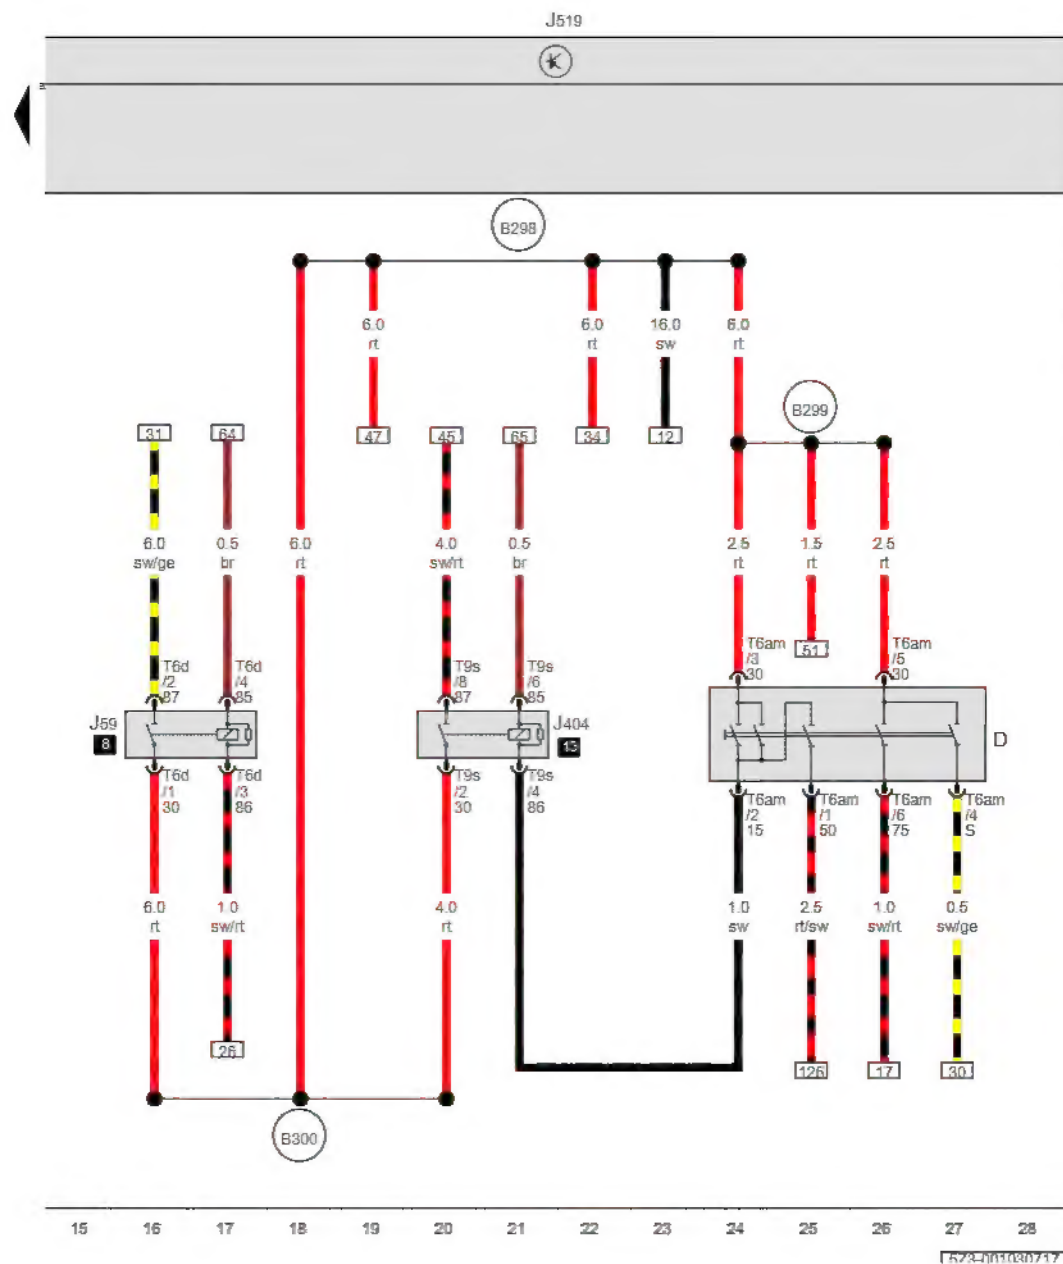 J519
B298
6.0
rt
6.0
rt
16.0
sw
6.0
rt
B299
31
64
47
45
65
34
12
6.0
sw/ge
0.5
br
6.0
rt
4.0
sw/rt
0.5
br
2.5
rt
1.5
rt
2.5
rt
51
T6d
/2
87
T6d
/4
85
T9s
/8
87
T9s
/6
85
T6am
/3
30
T6am
/5
30
J59
8
J404
13
D
T6d
/1
30
T6d
/3
86
T9s
/2
30
T9s
/4
86
T6am
/2
15
T6am
/1
50
T6am
/6
75
T6am
/4
S
6.0
rt
1.0
sw/rt
4.0
rt
1.0
sw
2.5
rt/sw
1.0
sw/rt
0.5
sw/ge
26
126
17
30
B300
15 16 17 18 19 20 21 22 23 24 25 26 27 28
L573-001030717